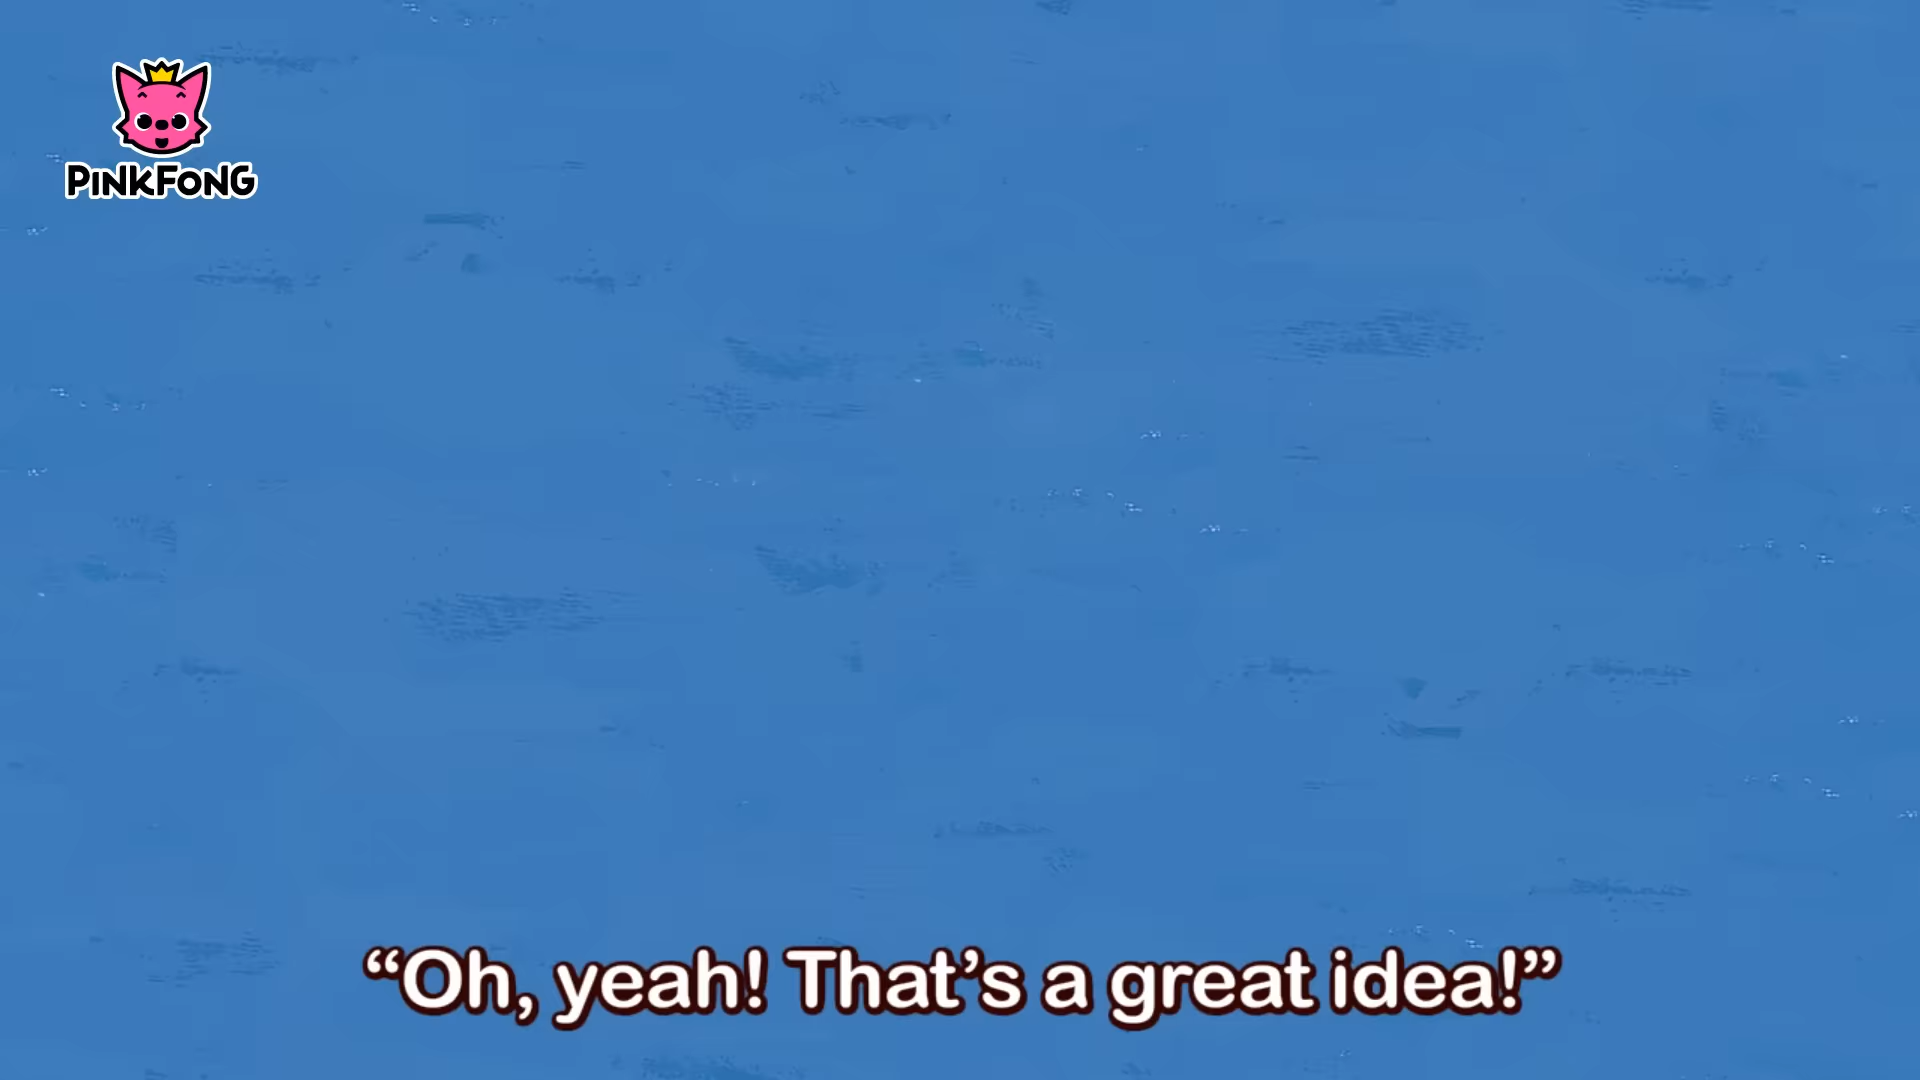 PINKFONG
“Oh, yeah! That’s a great idea!”